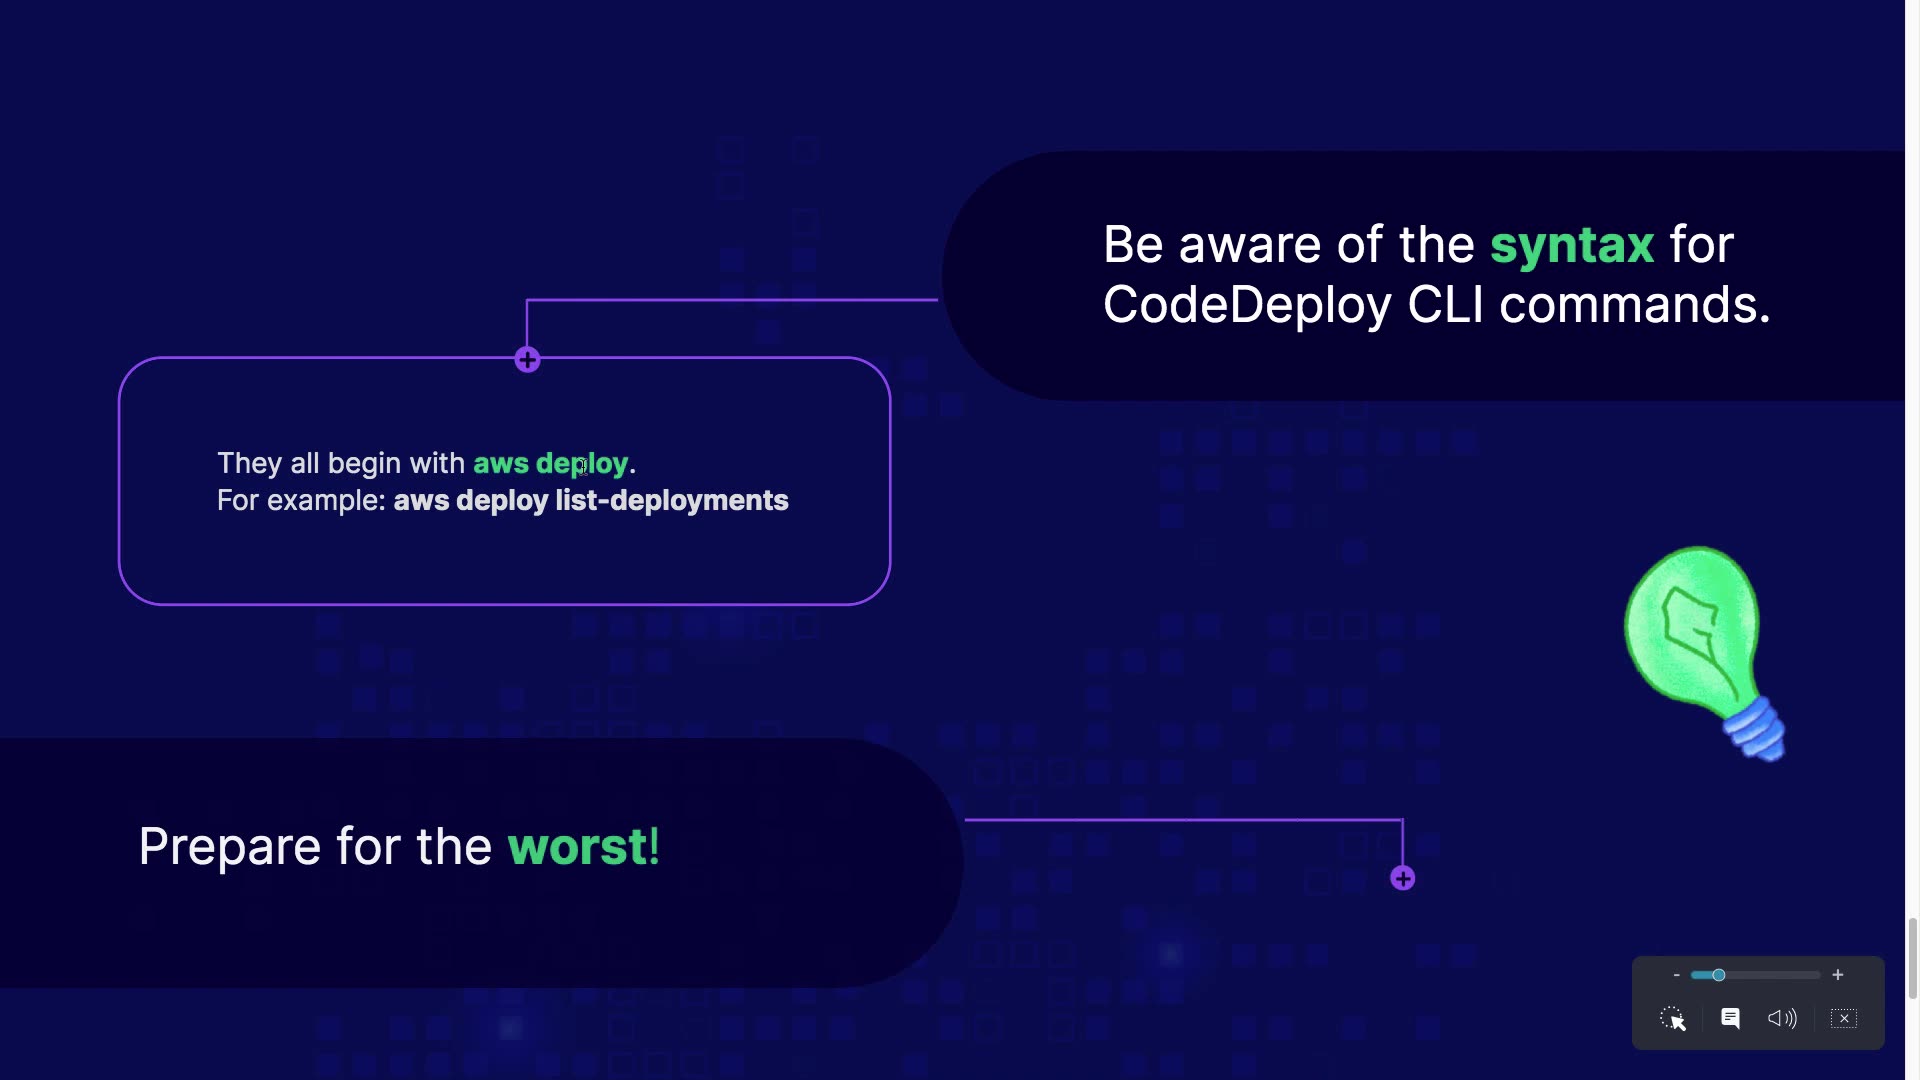 Be aware of the syntax for
CodeDeploy CLI commands.
They all begin with aws deploy.
For example: aws deploy list-deployments
Prepare for the worst!
- +